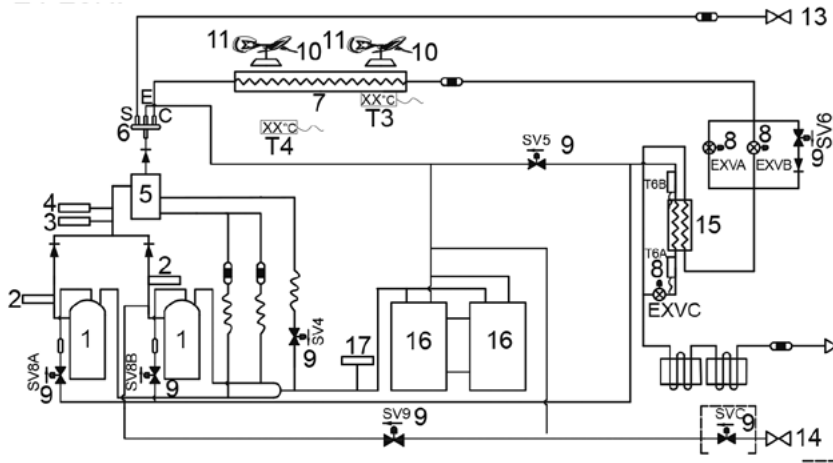 13
11 10 11 10
7 XX°C
T3
E
S C
6
XX°C
T4
SV5 9
8 8 SV6
9
EXVA EXVB
T6B
15
T6A
8
EXVC
5
4
3
2
2
1 1
SV8A 9
SV8B 9
SV4
9
17
16 16
SV9 9
SVC 9
14